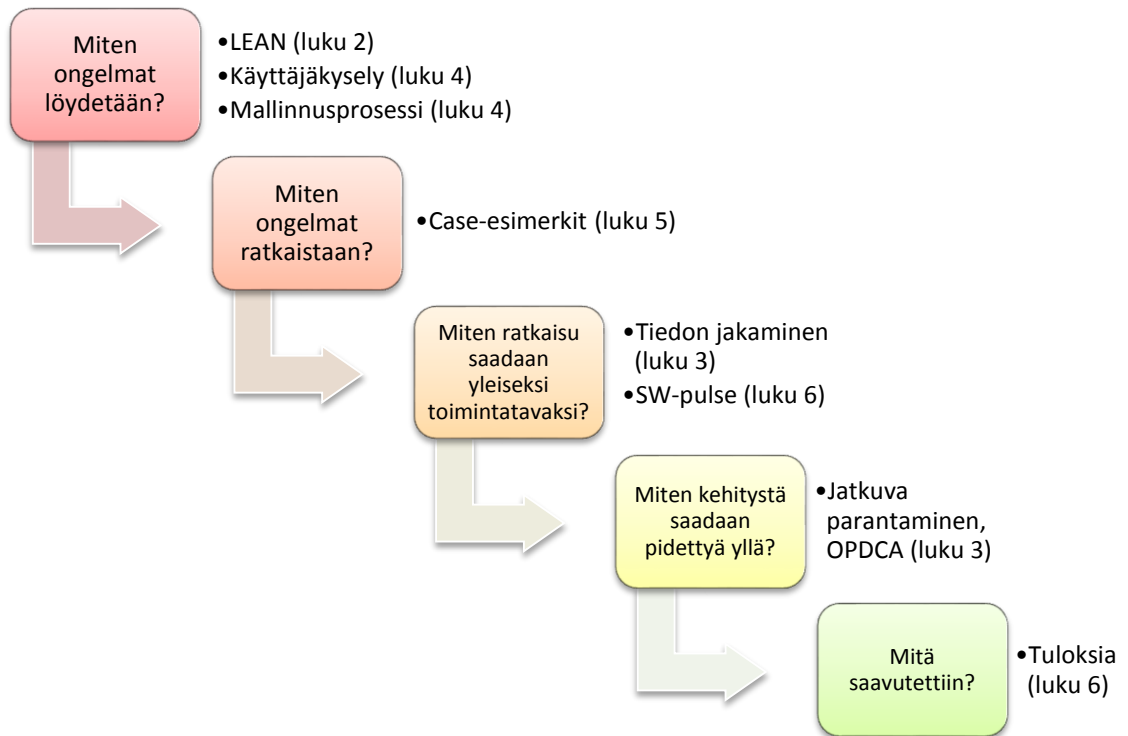 Miten
ongelmat
löydetään?
•LEAN (luku 2)
•Käyttäjäkysely (luku 4)
•Mallinnusprosessi (luku 4)
Miten
ongelmat
ratkaistaan?
•Case-esimerkit (luku 5)
Miten ratkaisu
saadaan
yleiseksi
toimintatavaksi?
•Tiedon jakaminen
(luku 3)
•SW-pulse (luku 6)
Miten kehitystä
saadaan
pidettyä yllä?
•Jatkuva
parantaminen,
OPDCA (luku 3)
Mitä
saavutettiin?
•Tuloksia
(luku 6)